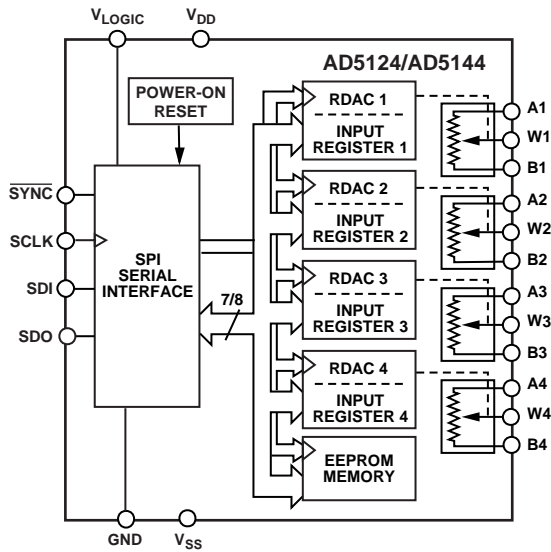 VLOGIC
VDD
AD5124/AD5144
POWER-ON
RESET
SYNC
SCLK
SDI
SDO
SPI
SERIAL
INTERFACE
7/8
RDAC 1
INPUT
REGISTER 1
RDAC 2
INPUT
REGISTER 2
RDAC 3
INPUT
REGISTER 3
RDAC 4
INPUT
REGISTER 4
EEPROM
MEMORY
A1
W1
B1
A2
W2
B2
A3
W3
B3
A4
W4
B4
GND
VSS